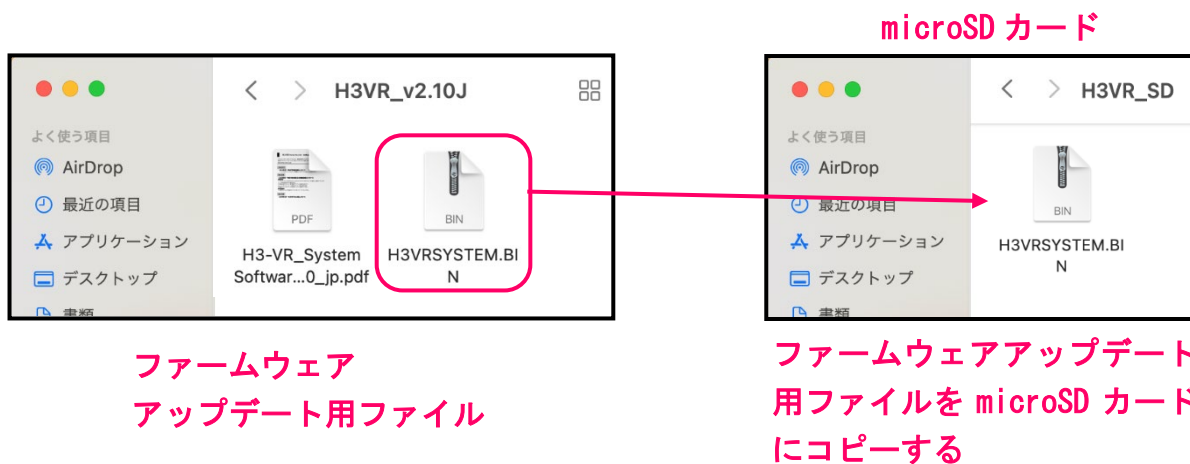 microSD カード
H3VR_v2.10J
よく使う項目
AirDrop
最近の項目
アプリケーション
デスクトップ
書類
PDF
H3-VR_System
Softwar...0_jp.pdf
BIN
H3VRSYSTEM.BI
N
H3VR_SD
よく使う項目
AirDrop
最近の項目
アプリケーション
デスクトップ
書類
BIN
H3VRSYSTEM.BI
N
ファームウェア
アップデート用ファイル
ファームウェアアップデート
用ファイルを microSD カード
にコピーする